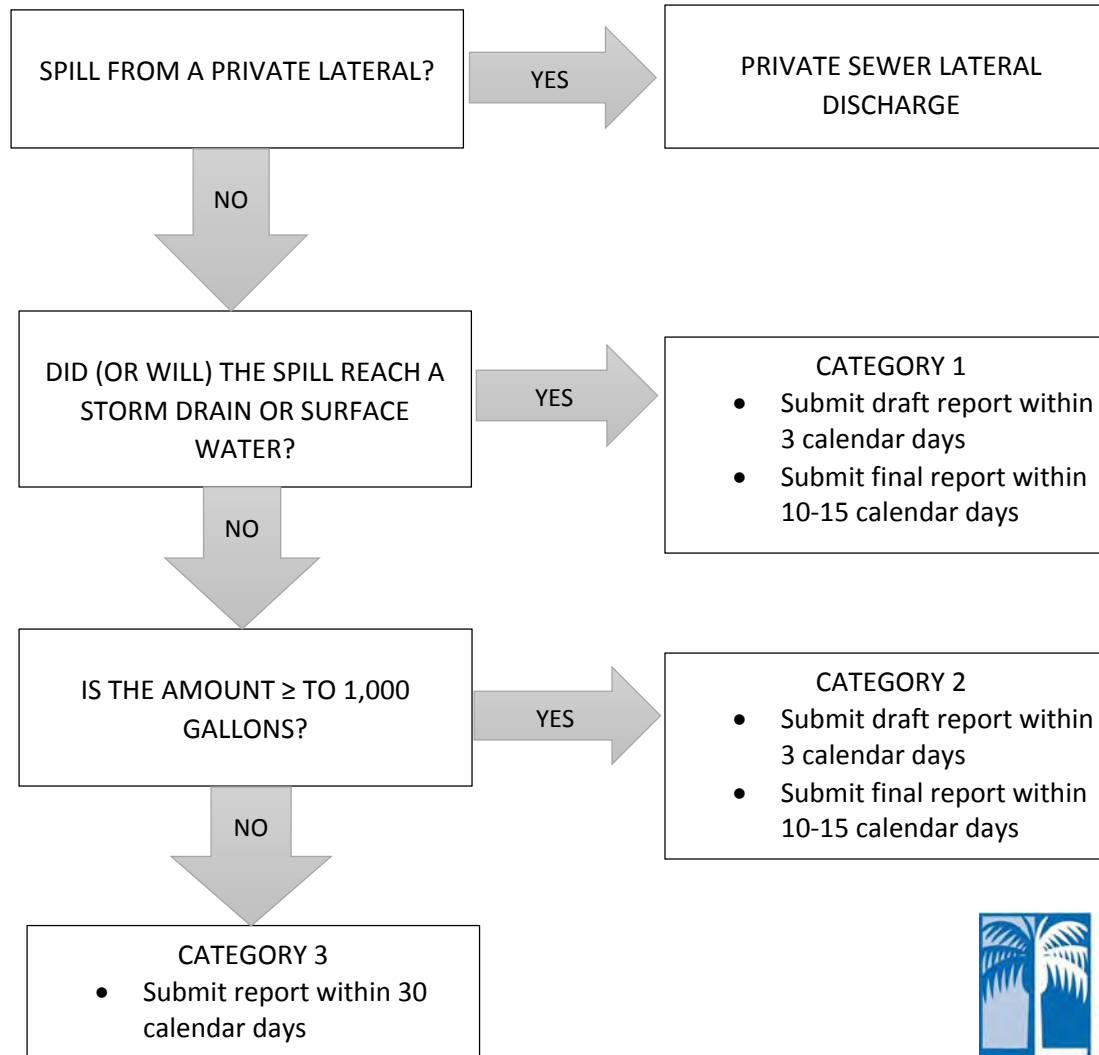 SPILL FROM A PRIVATE LATERAL?
YES
PRIVATE SEWER LATERAL
DISCHARGE
NO
DID (OR WILL) THE SPILL REACH A
STORM DRAIN OR SURFACE
WATER?
YES
CATEGORY 1
• Submit draft report within
3 calendar days
• Submit final report within
10-15 calendar days
NO
IS THE AMOUNT ≥ TO 1,000
GALLONS?
YES
CATEGORY 2
• Submit draft report within
3 calendar days
• Submit final report within
10-15 calendar days
NO
CATEGORY 3
• Submit report within 30
calendar days